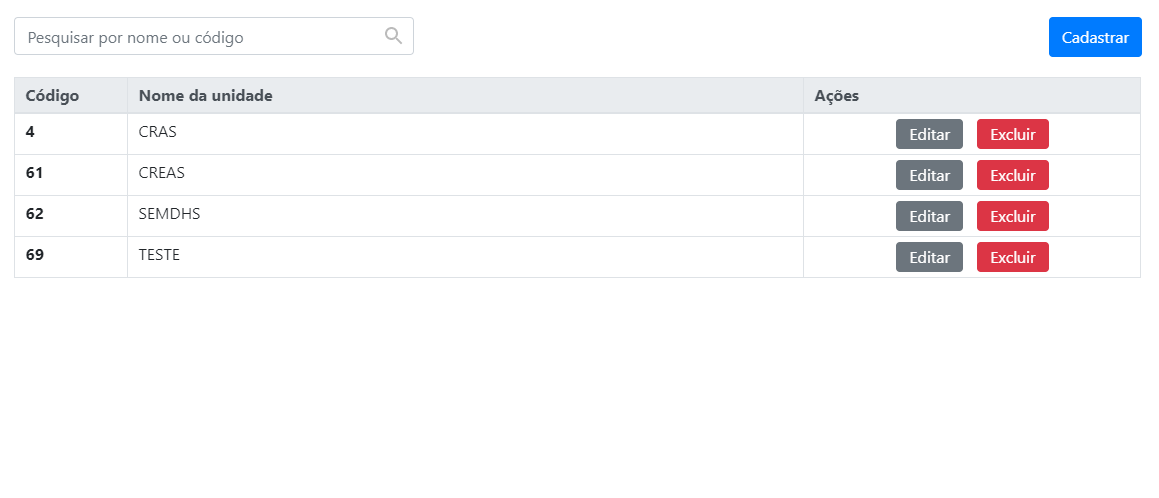 Pesquisar por nome ou código
Cadastrar
Código Nome da unidade Ações
4 CRAS Editar Excluir
61 CREAS Editar Excluir
62 SEMDHS Editar Excluir
69 TESTE Editar Excluir